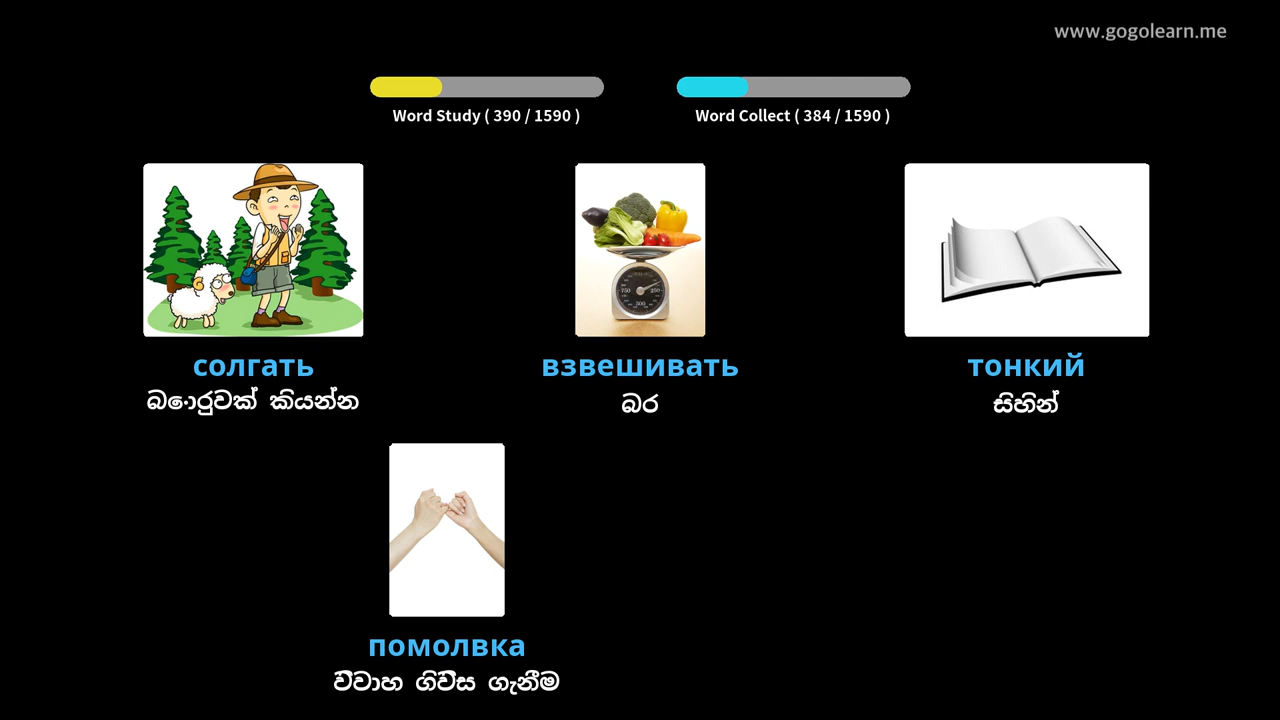 www.gogolearn.me
Word Study ( 390 / 1590 )
Word Collect ( 384 / 1590 )
солгать
взвешивать
тонкий
බොරුවක් කියන්න
බර
සිහින්
помолвка
විවාහ ගිවිස ගැනීම